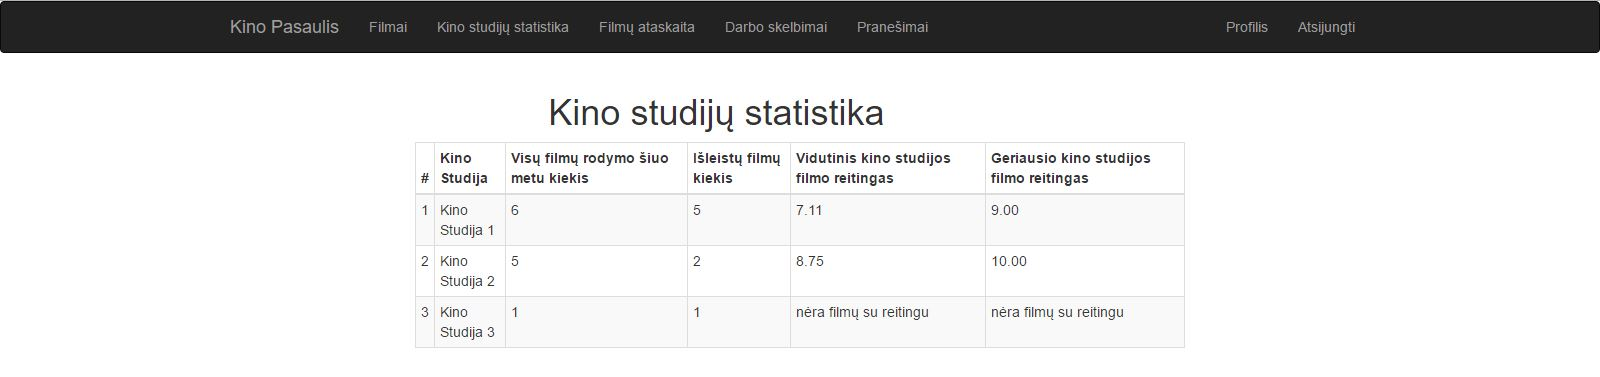 Kino Pasaulis Filmai Kino studijų statistika Filmų ataskaita Darbo skelbimai Pranešimai Profilis Atsijungti
Kino studijų statistika
# Kino Studija Visų filmų rodymo šiuo metu kiekis Išleistų filmų kiekis Vidutinis kino studijos filmo reitingas Geriausio kino studijos filmo reitingas
1 Kino Studija 1 6 5 7.11 9.00
2 Kino Studija 2 5 2 8.75 10.00
3 Kino Studija 3 1 1 nėra filmų su reitingu nėra filmų su reitingu